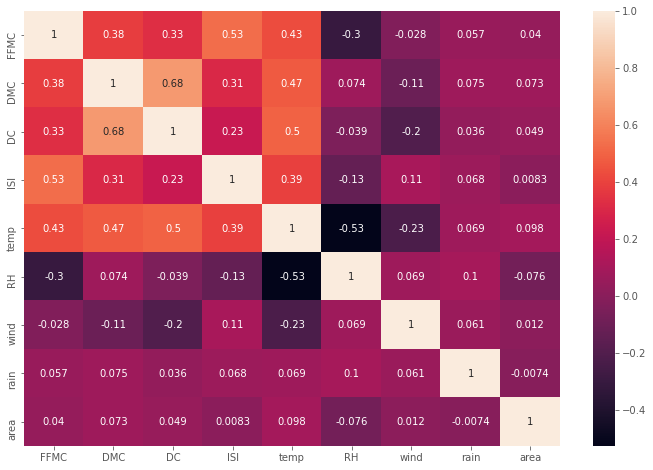 FFMC 1 0.38 0.33 0.53 0.43 -0.3 -0.028 0.057 0.04
DMC 0.38 1 0.68 0.31 0.47 0.074 -0.11 0.075 0.073
DC 0.33 0.68 1 0.23 0.5 -0.039 -0.2 0.036 0.049
ISI 0.53 0.31 0.23 1 0.39 -0.13 0.11 0.068 0.0083
temp 0.43 0.47 0.5 0.39 1 -0.53 -0.23 0.069 0.098
RH -0.3 0.074 -0.039 -0.13 -0.53 1 0.069 0.1 -0.076
wind -0.028 -0.11 -0.2 0.11 -0.23 0.069 1 0.061 0.012
rain 0.057 0.075 0.036 0.068 0.069 0.1 0.061 1 -0.0074
area 0.04 0.073 0.049 0.0083 0.098 -0.076 0.012 -0.0074 1
FFMC DMC DC ISI temp RH wind rain area
1.0
0.8
0.6
0.4
0.2
0.0
−0.2
−0.4